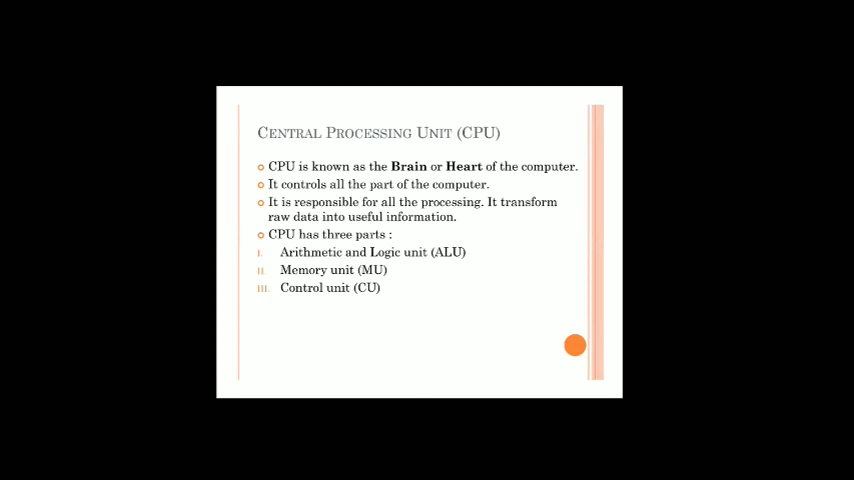 CENTRAL PROCESSING UNIT (CPU)
CPU is known as the Brain or Heart of the computer.
It controls all the part of the computer.
It is responsible for all the processing. It transform
raw data into useful information.
CPU has three parts :
I. Arithmetic and Logic unit (ALU)
II. Memory unit (MU)
III. Control unit (CU)